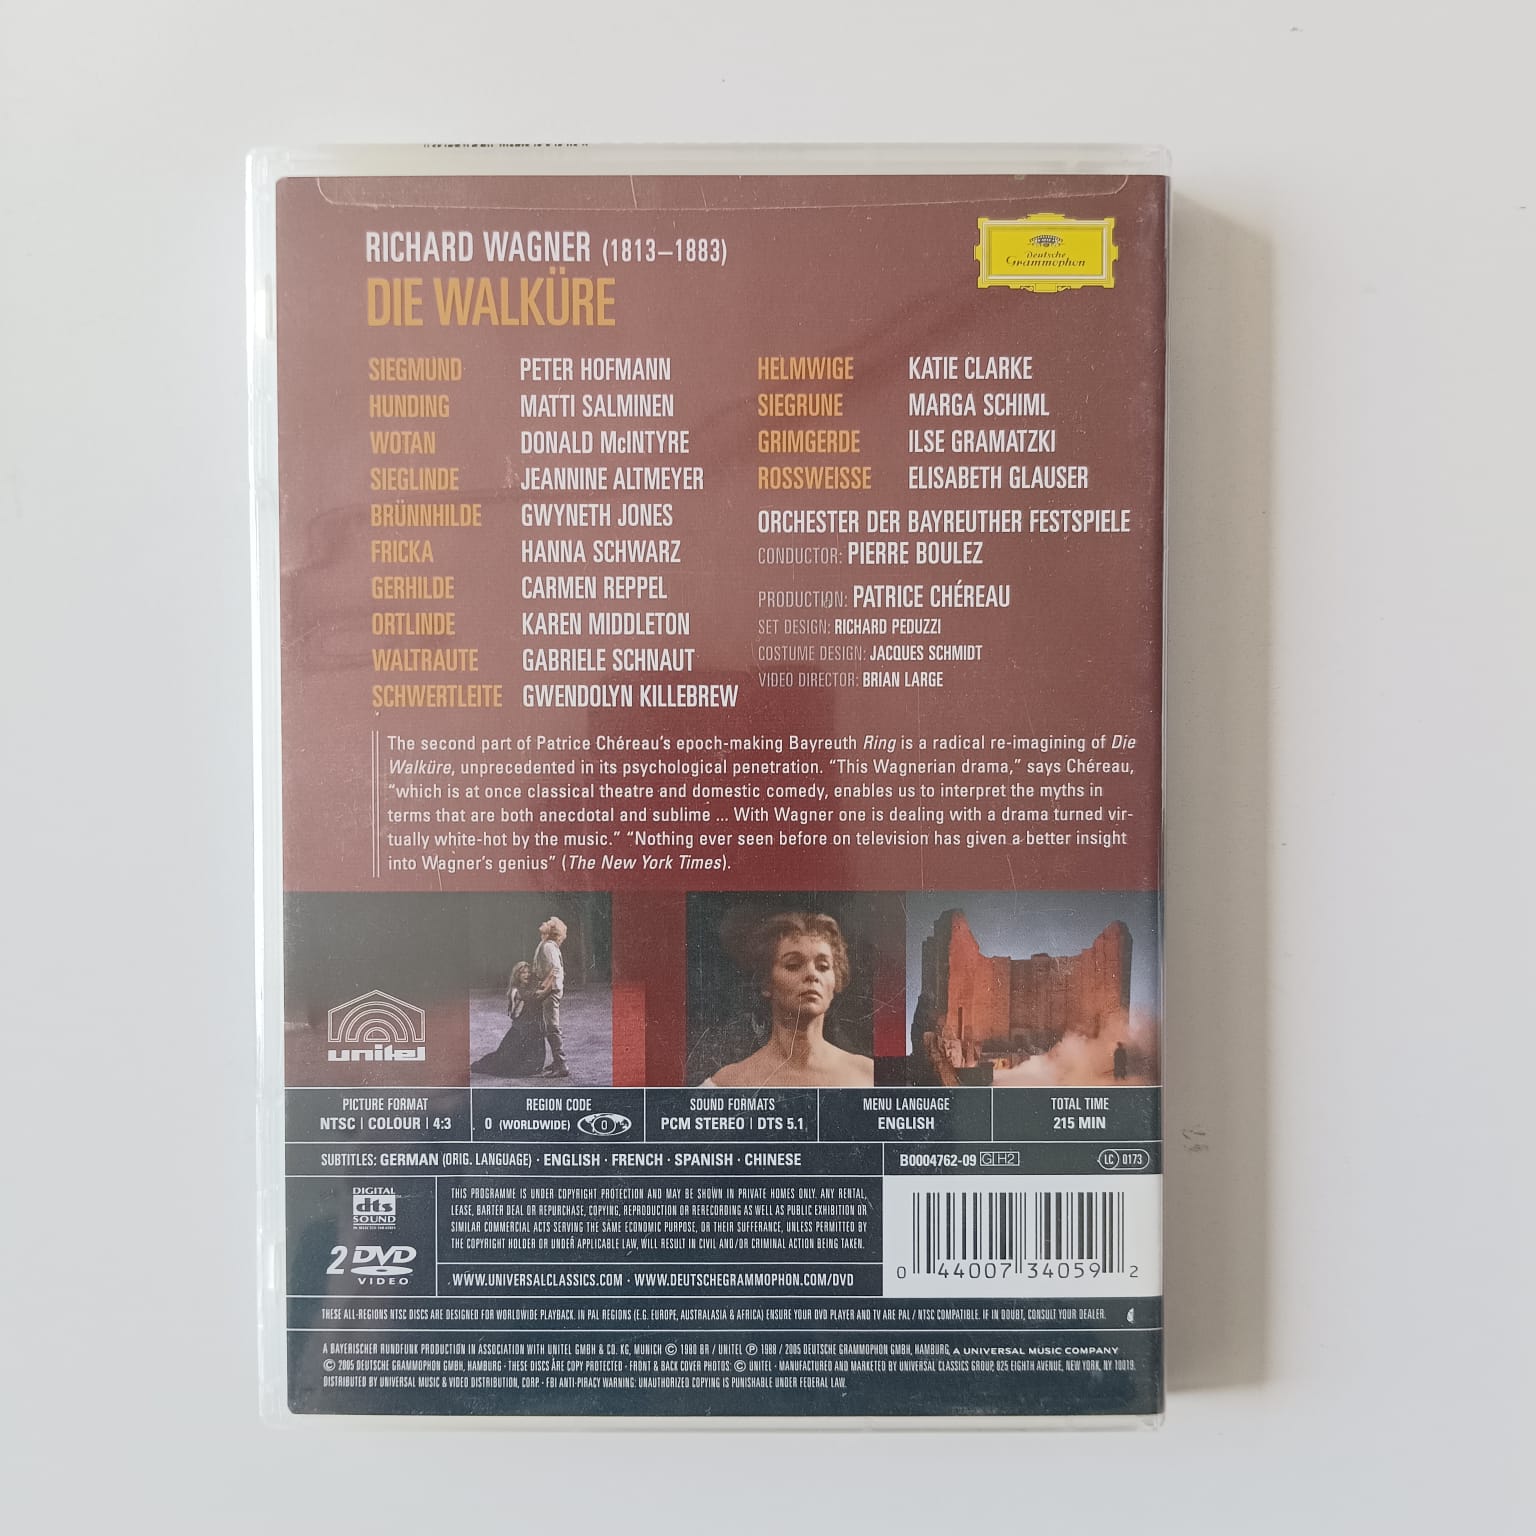 RICHARD WAGNER (1813–1883)
DIE WALKÜRE
Deutsche
Grammophon
SIEGMUND PETER HOFMANN
HUNDING MATTI SALMINEN
WOTAN DONALD McINTYRE
SIEGLINDE JEANNINE ALTMEYER
BRÜNNHILDE GWYNETH JONES
FRICKA HANNA SCHWARZ
GERHILDE CARMEN REPPEL
ORTLINDE KAREN MIDDLETON
WALTRAUTE GABRIELE SCHNAUT
SCHWERTLEITE GWENDOLYN KILLEBREW
HELMWIGE KATIE CLARKE
SIEGRUNE MARGA SCHIML
GRIMGERDE ILSE GRAMATZKI
ROSSWEISSE ELISABETH GLAUSER
ORCHESTER DER BAYREUTHER FESTSPIELE
CONDUCTOR: PIERRE BOULEZ
PRODUCTION: PATRICE CHÉREAU
SET DESIGN: RICHARD PEDUZZI
COSTUME DESIGN: JACQUES SCHMIDT
VIDEO DIRECTOR: BRIAN LARGE
The second part of Patrice Chéreau's epoch-making Bayreuth Ring is a radical re-imagining of Die
Walküre, unprecedented in its psychological penetration. “This Wagnerian drama,” says Chéreau,
“which is at once classical theatre and domestic comedy, enables us to interpret the myths in
terms that are both anecdotal and sublime ... With Wagner one is dealing with a drama turned vir-
tually white-hot by the music.” “Nothing ever seen before on television has given a better insight
into Wagner's genius” (The New York Times).
unitel
PICTURE FORMAT
NTSC | COLOUR | 4:3
REGION CODE
0 (WORLDWIDE) 0
SOUND FORMATS
PCM STEREO | DTS 5.1
MENU LANGUAGE
ENGLISH
TOTAL TIME
215 MIN
SUBTITLES: GERMAN (ORIG. LANGUAGE) · ENGLISH · FRENCH · SPANISH · CHINESE
B0004762-09 G H2
LC 0173
DIGITAL
dts
SOUND
2 DVD
VIDEO
THIS PROGRAMME IS UNDER COPYRIGHT PROTECTION AND MAY BE SHOWN IN PRIVATE HOMES ONLY. ANY RENTAL,
LEASE, BARTER DEAL OR REPURCHASE, COPYING, REPRODUCTION OR RERECORDING AS WELL AS PUBLIC EXHIBITION OR
SIMILAR COMMERCIAL ACTS SERVING THE SAME ECONOMIC PURPOSE, OR THEIR SUFFERANCE, UNLESS PERMITTED BY
THE COPYRIGHT HOLDER OR UNDER APPLICABLE LAW, WILL RESULT IN CIVIL AND/OR CRIMINAL ACTION BEING TAKEN.
WWW.UNIVERSALCLASSICS.COM · WWW.DEUTSCHEGRAMMOPHON.COM/DVD
0 44007 34059 2
THESE ALL-REGIONS NTSC DISCS ARE DESIGNED FOR WORLDWIDE PLAYBACK. IN PAL REGIONS (E.G. EUROPE, AUSTRALASIA & AFRICA) ENSURE YOUR DVD PLAYER AND TV ARE PAL / NTSC COMPATIBLE. IF IN DOUBT, CONSULT YOUR DEALER.
A BAYERISCHER RUNDFUNK PRODUCTION IN ASSOCIATION WITH UNITEL GMBH & CO. KG, MUNICH © 1980 BR / UNITEL ℗ 1988 / 2005 DEUTSCHE GRAMMOPHON GMBH, HAMBURG, A UNIVERSAL MUSIC COMPANY
© 2005 DEUTSCHE GRAMMOPHON GMBH, HAMBURG · THESE DISCS ARE COPY PROTECTED · FRONT & BACK COVER PHOTOS: © UNITEL · MANUFACTURED AND MARKETED BY UNIVERSAL CLASSICS GROUP, 825 EIGHTH AVENUE, NEW YORK, NY 10019.
DISTRIBUTED BY UNIVERSAL MUSIC & VIDEO DISTRIBUTION, CORP. · FBI ANTI-PIRACY WARNING: UNAUTHORIZED COPYING IS PUNISHABLE UNDER FEDERAL LAW.